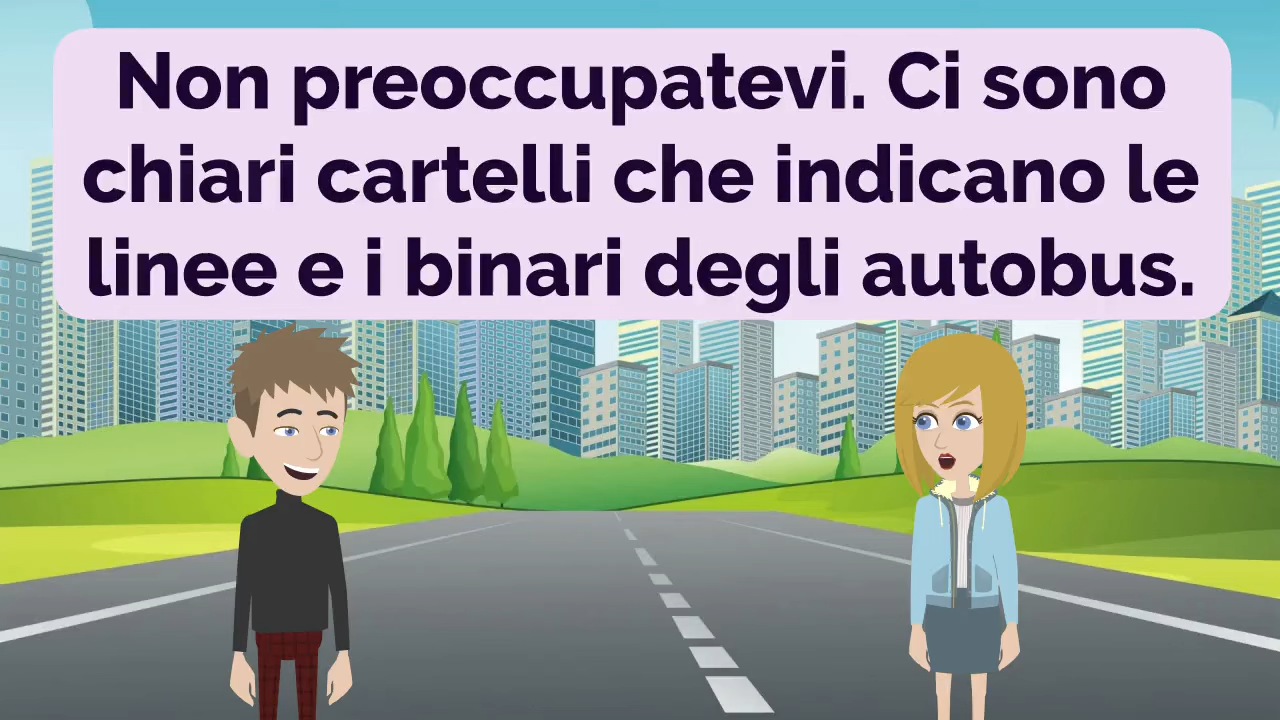 Non preoccupatevi. Ci sono
chiari cartelli che indicano le
linee e i binari degli autobus.